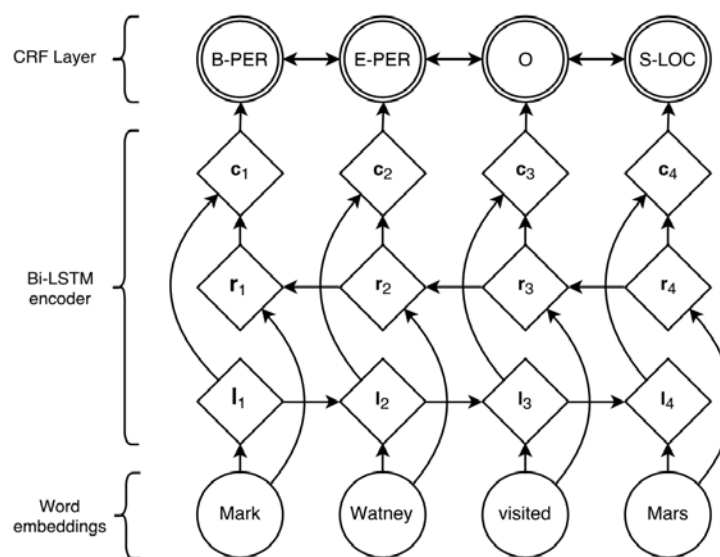 CRF Layer
B-PER E-PER O S-LOC
c1 c2 c3 c4
Bi-LSTM
encoder
r1 r2 r3 r4
l1 l2 l3 l4
Word
embeddings
Mark Watney visited Mars